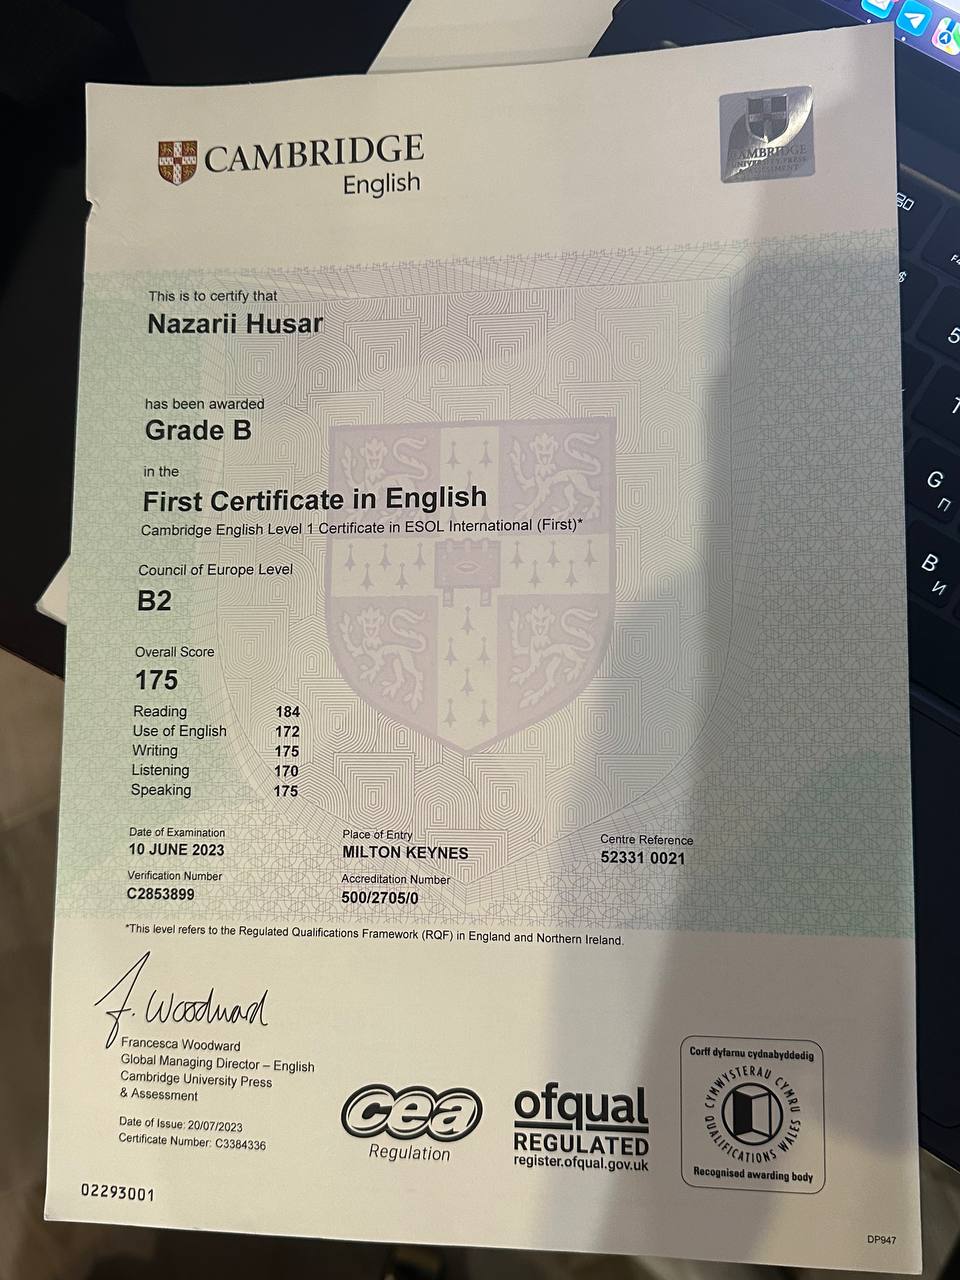 CAMBRIDGE
English
CAMBRIDGE
UNIVERSITY PRESS
This is to certify that
Nazarii Husar
has been awarded
Grade B
in the
First Certificate in English
Cambridge English Level 1 Certificate in ESOL International (First)*
Council of Europe Level
B2
Overall Score
175
Reading 184
Use of English 172
Writing 175
Listening 170
Speaking 175
Date of Examination Place of Entry Centre Reference
10 JUNE 2023 MILTON KEYNES 52331 0021
Verification Number Accreditation Number
C2853899 500/2705/0
*This level refers to the Regulated Qualifications Framework (RQF) in England and Northern Ireland.
F. Woodward
Francesca Woodward
Global Managing Director – English
Cambridge University Press
& Assessment
Date of Issue: 20/07/2023
Certificate Number: C3384336
cea
Regulation
ofqual
REGULATED
register.ofqual.gov.uk
Corff dyfarnu cydnabyddedig
CYMWYSTERAU CYMRU
QUALIFICATIONS WALES
Recognised awarding body
02293001
DP947
$
5
G
П
B
И